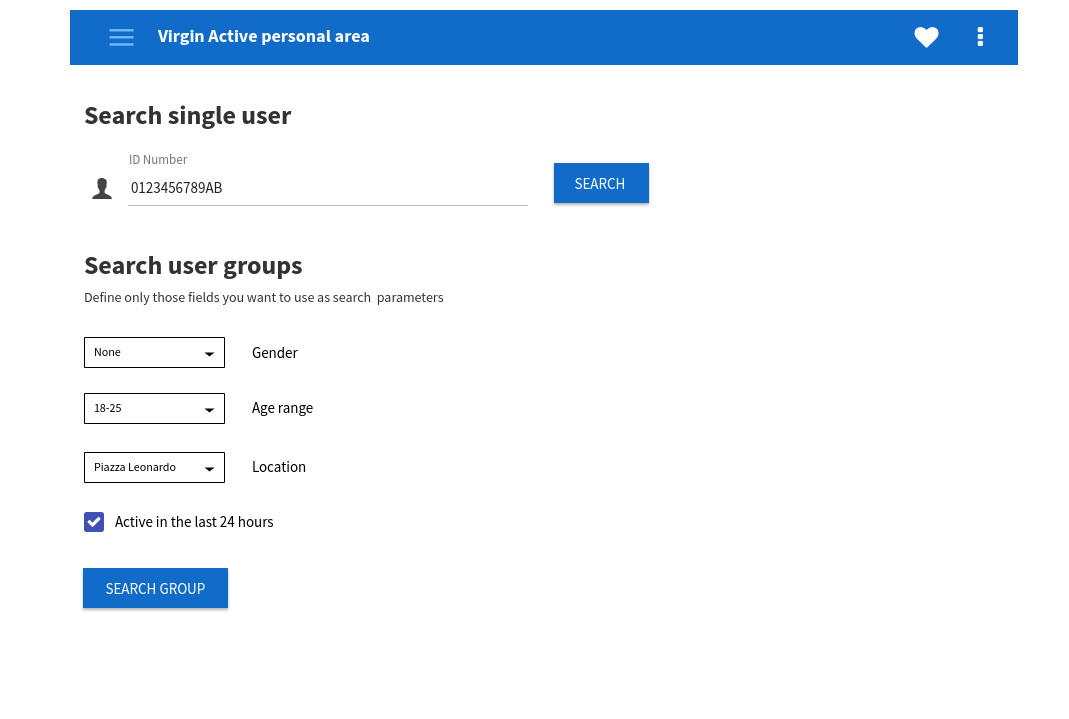 Virgin Active personal area
Search single user
ID Number
0123456789AB
SEARCH
Search user groups
Define only those fields you want to use as search  parameters
None
Gender
18-25
Age range
Piazza Leonardo
Location
Active in the last 24 hours
SEARCH GROUP